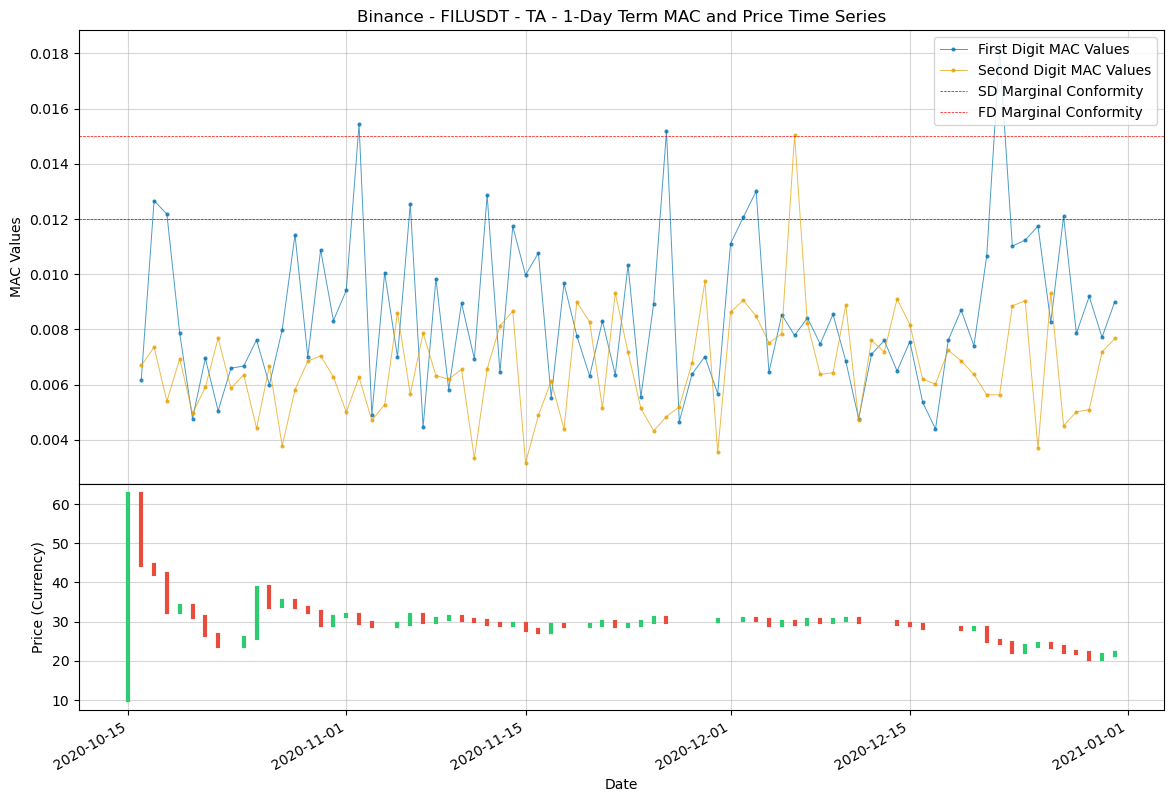 Binance - FILUSDT - TA - 1-Day Term MAC and Price Time Series
First Digit MAC Values
Second Digit MAC Values
SD Marginal Conformity
FD Marginal Conformity
MAC Values
0.018
0.016
0.014
0.012
0.010
0.008
0.006
0.004
Price (Currency)
60
50
40
30
20
10
2020-10-15
2020-11-01
2020-11-15
2020-12-01
2020-12-15
2021-01-01
Date